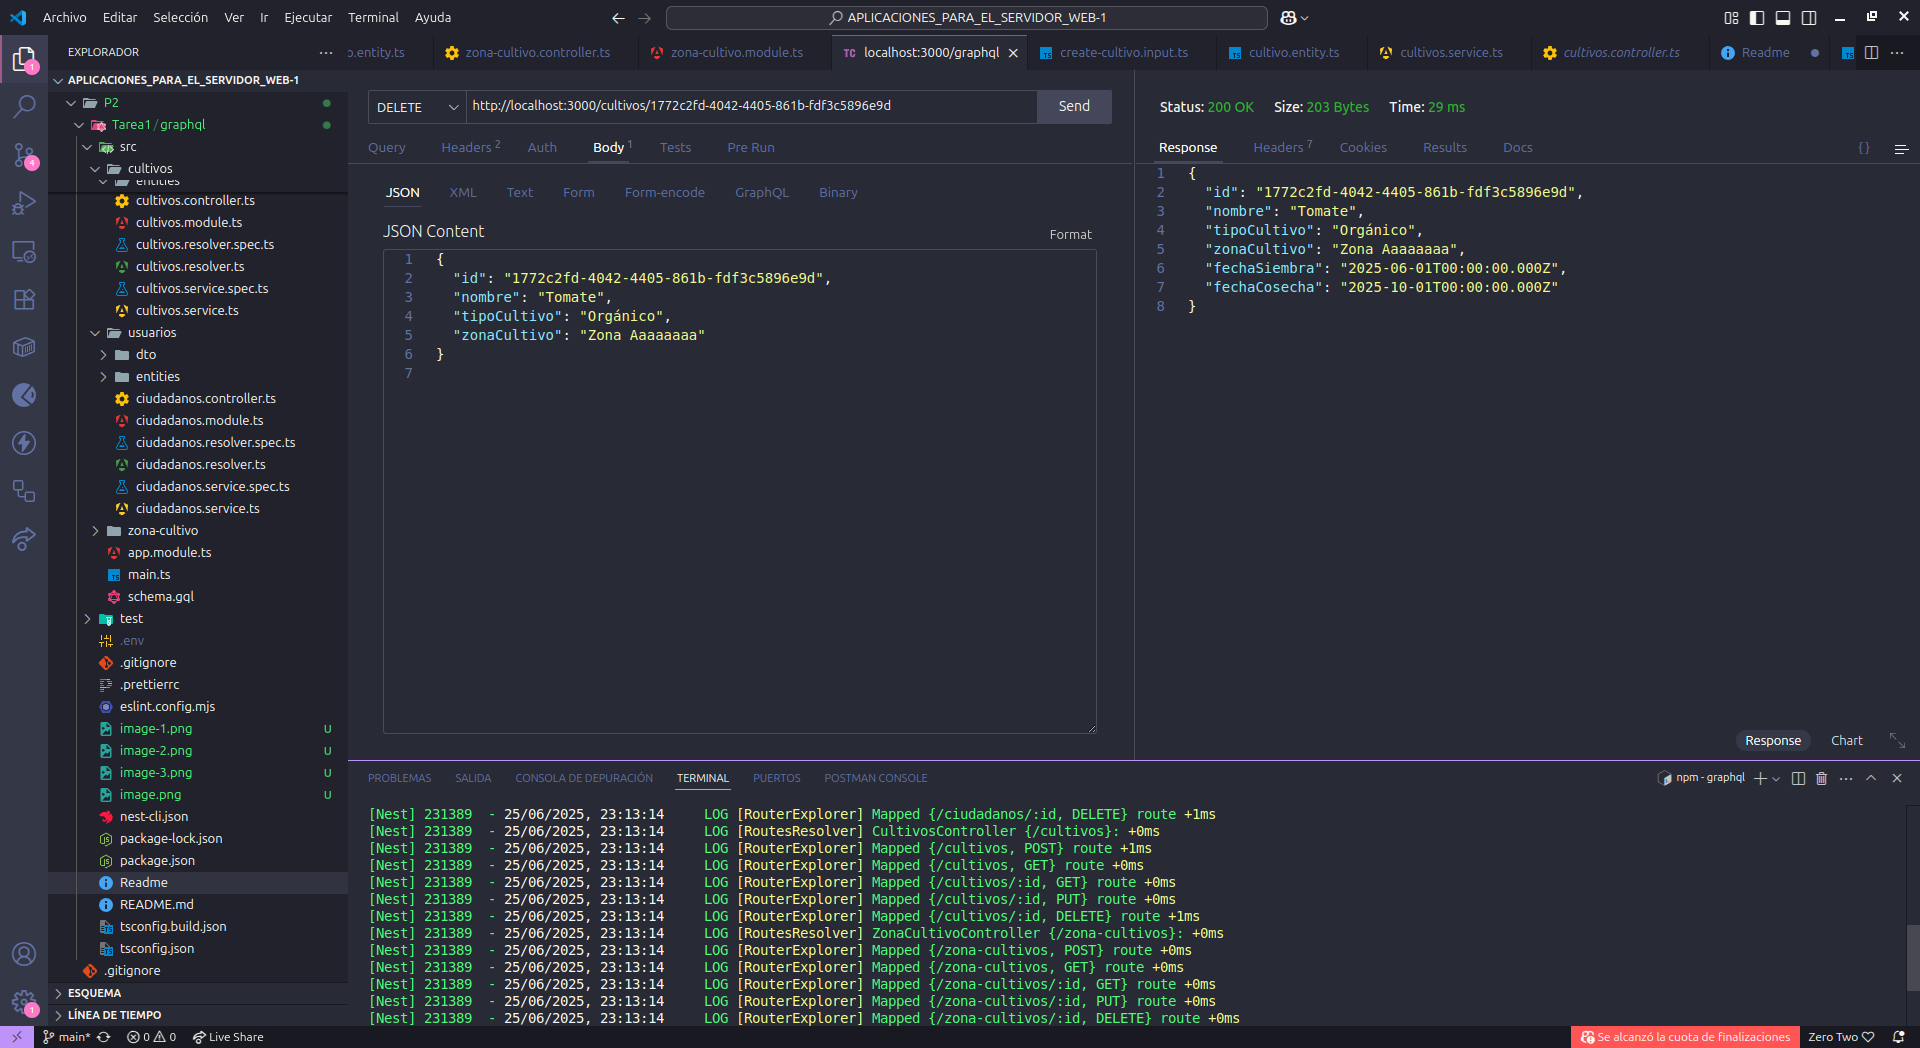 Archivo Editar Selección Ver Ir Ejecutar Terminal Ayuda
APLICACIONES_PARA_EL_SERVIDOR_WEB-1
EXPLORADOR
o.entity.ts zona-cultivo.controller.ts zona-cultivo.module.ts TC localhost:3000/graphql create-cultivo.input.ts cultivo.entity.ts cultivos.service.ts cultivos.controller.ts Readme
APLICACIONES_PARA_EL_SERVIDOR_WEB-1
P2
Tarea1 / graphql
src
cultivos
entities
cultivos.controller.ts
cultivos.module.ts
cultivos.resolver.spec.ts
cultivos.resolver.ts
cultivos.service.spec.ts
cultivos.service.ts
usuarios
dto
entities
ciudadanos.controller.ts
ciudadanos.module.ts
ciudadanos.resolver.spec.ts
ciudadanos.resolver.ts
ciudadanos.service.spec.ts
ciudadanos.service.ts
zona-cultivo
app.module.ts
main.ts
schema.gql
test
.env
.gitignore
.prettierrc
eslint.config.mjs
image-1.png U
image-2.png U
image-3.png U
image.png U
nest-cli.json
package-lock.json
package.json
Readme
README.md
tsconfig.build.json
tsconfig.json
.gitignore
ESQUEMA
LÍNEA DE TIEMPO
1
4
1
DELETE http://localhost:3000/cultivos/1772c2fd-4042-4405-861b-fdf3c5896e9d Send
Query Headers 2 Auth Body 1 Tests Pre Run
JSON XML Text Form Form-encode GraphQL Binary
JSON Content
Format
1 {
2 "id": "1772c2fd-4042-4405-861b-fdf3c5896e9d",
3 "nombre": "Tomate",
4 "tipoCultivo": "Orgánico",
5 "zonaCultivo": "Zona Aaaaaaaa"
6 }
7
Status: 200 OK Size: 203 Bytes Time: 29 ms
Response Headers 7 Cookies Results Docs {}
1 {
2 "id": "1772c2fd-4042-4405-861b-fdf3c5896e9d",
3 "nombre": "Tomate",
4 "tipoCultivo": "Orgánico",
5 "zonaCultivo": "Zona Aaaaaaaa",
6 "fechaSiembra": "2025-06-01T00:00:00.000Z",
7 "fechaCosecha": "2025-10-01T00:00:00.000Z"
8 }
Response Chart
PROBLEMAS SALIDA CONSOLA DE DEPURACIÓN TERMINAL PUERTOS POSTMAN CONSOLE
npm - graphql
[Nest] 231389 - 25/06/2025, 23:13:14 LOG [RouterExplorer] Mapped {/ciudadanos/:id, DELETE} route +1ms
[Nest] 231389 - 25/06/2025, 23:13:14 LOG [RoutesResolver] CultivosController {/cultivos}: +0ms
[Nest] 231389 - 25/06/2025, 23:13:14 LOG [RouterExplorer] Mapped {/cultivos, POST} route +1ms
[Nest] 231389 - 25/06/2025, 23:13:14 LOG [RouterExplorer] Mapped {/cultivos, GET} route +0ms
[Nest] 231389 - 25/06/2025, 23:13:14 LOG [RouterExplorer] Mapped {/cultivos/:id, GET} route +0ms
[Nest] 231389 - 25/06/2025, 23:13:14 LOG [RouterExplorer] Mapped {/cultivos/:id, PUT} route +0ms
[Nest] 231389 - 25/06/2025, 23:13:14 LOG [RouterExplorer] Mapped {/cultivos/:id, DELETE} route +1ms
[Nest] 231389 - 25/06/2025, 23:13:14 LOG [RoutesResolver] ZonaCultivoController {/zona-cultivos}: +0ms
[Nest] 231389 - 25/06/2025, 23:13:14 LOG [RouterExplorer] Mapped {/zona-cultivos, POST} route +0ms
[Nest] 231389 - 25/06/2025, 23:13:14 LOG [RouterExplorer] Mapped {/zona-cultivos, GET} route +0ms
[Nest] 231389 - 25/06/2025, 23:13:14 LOG [RouterExplorer] Mapped {/zona-cultivos/:id, GET} route +0ms
[Nest] 231389 - 25/06/2025, 23:13:14 LOG [RouterExplorer] Mapped {/zona-cultivos/:id, PUT} route +0ms
[Nest] 231389 - 25/06/2025, 23:13:14 LOG [RouterExplorer] Mapped {/zona-cultivos/:id, DELETE} route +0ms
main* 0 0 Live Share
Se alcanzó la cuota de finalizaciones Zero Two